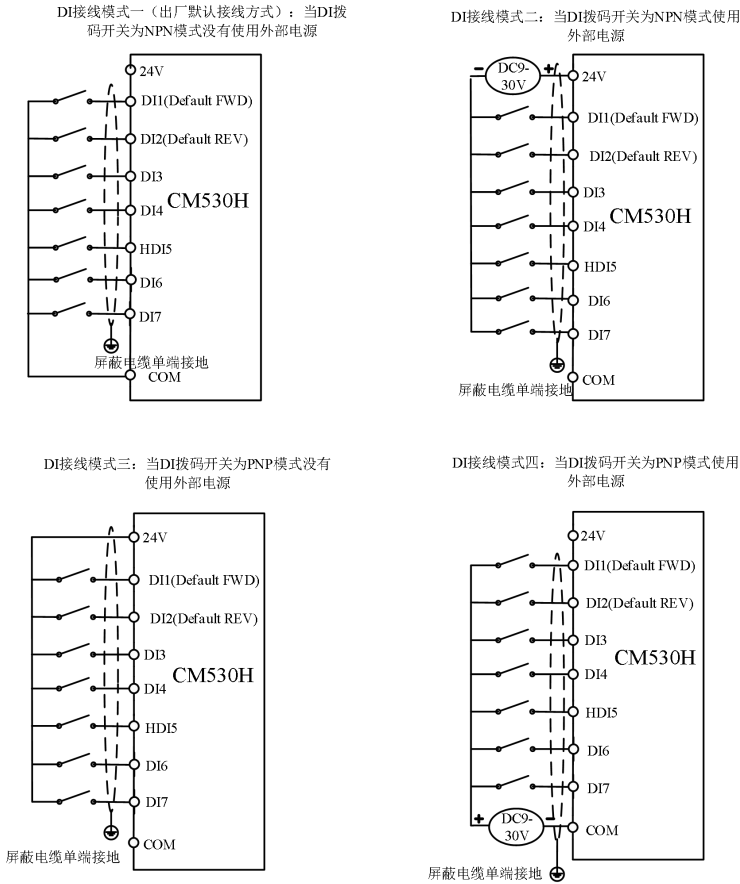 DI接线模式一（出厂默认接线方式）：当DI拨
码开关为NPN模式没有使用外部电源
24V
DI1(Default FWD)
DI2(Default REV)
DI3
CM530H
DI4
HDI5
DI6
DI7
屏蔽电缆单端接地
COM
DI接线模式二：当DI拨码开关为NPN模式使用
外部电源
－ DC9- +
30V
24V
DI1(Default FWD)
DI2(Default REV)
DI3
CM530H
DI4
HDI5
DI6
DI7
COM
屏蔽电缆单端接地
DI接线模式三：当DI拨码开关为PNP模式没有
使用外部电源
24V
DI1(Default FWD)
DI2(Default REV)
DI3
CM530H
DI4
HDI5
DI6
DI7
COM
屏蔽电缆单端接地
DI接线模式四：当DI拨码开关为PNP模式使用
外部电源
24V
DI1(Default FWD)
DI2(Default REV)
DI3
CM530H
DI4
HDI5
DI6
DI7
+ DC9- －
30V
COM
屏蔽电缆单端接地